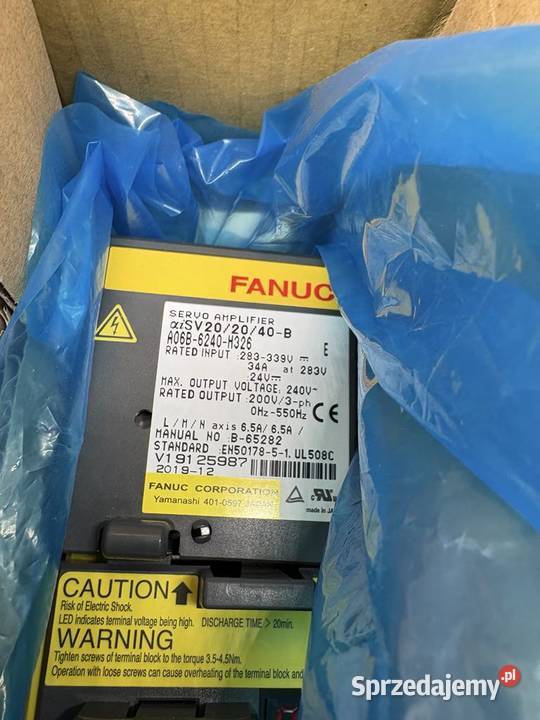 FANUC
SERVO AMPLIFIER
αiSV20/20/40-B
A06B-6240-H326 E
RATED INPUT :283-339V
34A at 283V
24V
MAX. OUTPUT VOLTAGE: 240V~
RATED OUTPUT :200V/3-ph
0Hz-550Hz
CE
L/M/N axis 6.5A/ 6.5A/
MANUAL NO :B-65282
STANDARD :EN50178-5-1, UL508C
V19125987
2019-12
FANUC CORPORATION
Yamanashi 401-0597 JAPAN
made in
CAUTION
Risk of Electric Shock.
LED indicates terminal voltage being high. DISCHARGE TIME > 20min.
WARNING
Tighten screws of terminal block to the torque 3.5-4.5Nm.
Operation with loose screws can cause overheating of the terminal block and
Sprzedajemy.pl